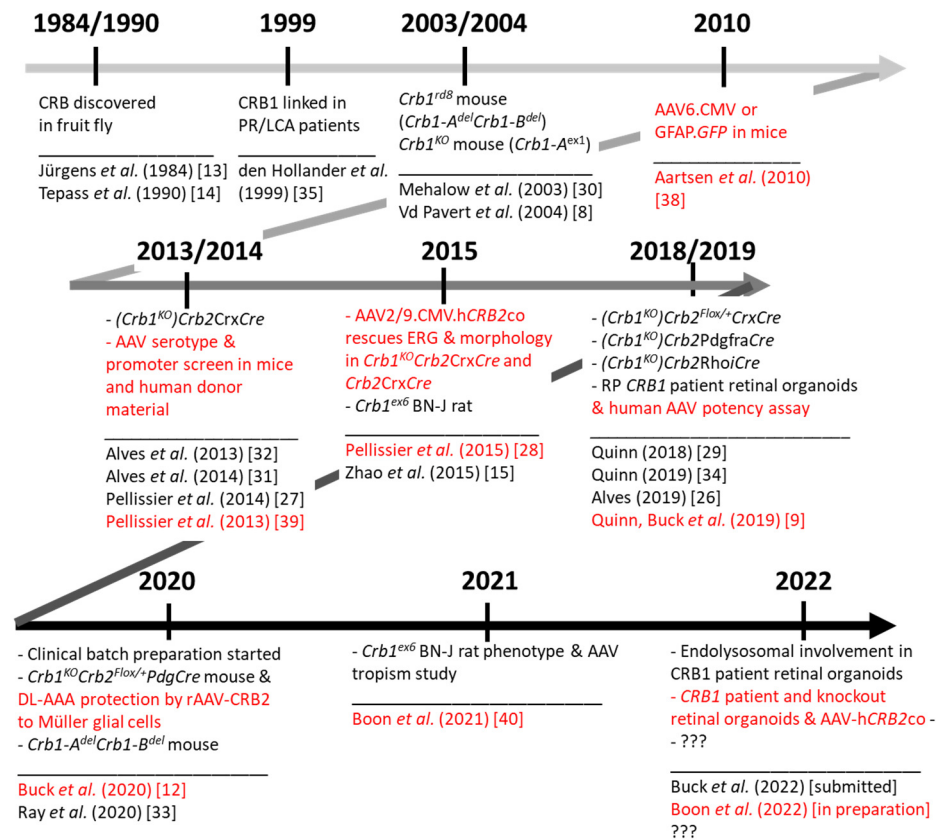 1984/1990
1999
2003/2004
2010
CRB discovered
in fruit fly
Jürgens et al. (1984) [13]
Tepass et al. (1990) [14]
CRB1 linked in
PR/LCA patients
den Hollander et al.
(1999) [35]
Crb1rd8 mouse
(Crb1-AdelCrb1-Bdel)
Crb1KO mouse (Crb1-Aex1)
Mehalow et al. (2003) [30]
Vd Pavert et al. (2004) [8]
AAV6.CMV or
GFAP.GFP in mice
Aartsen et al. (2010)
[38]
2013/2014
2015
2018/2019
- (Crb1KO)Crb2CrxCre
- AAV serotype &
promoter screen in mice
and human donor
material
Alves et al. (2013) [32]
Alves et al. (2014) [31]
Pellissier et al. (2014) [27]
Pellissier et al. (2013) [39]
- AAV2/9.CMV.hCRB2co
rescues ERG & morphology
in Crb1KOCrb2CrxCre and
Crb2CrxCre
- Crb1ex6 BN-J rat
Pellissier et al. (2015) [28]
Zhao et al. (2015) [15]
- (Crb1KO)Crb2Flox/+CrxCre
- (Crb1KO)Crb2PdgfraCre
- (Crb1KO)Crb2RhoiCre
- RP CRB1 patient retinal organoids
& human AAV potency assay
Quinn (2018) [29]
Quinn (2019) [34]
Alves (2019) [26]
Quinn, Buck et al. (2019) [9]
2020
2021
2022
- Clinical batch preparation started
- Crb1KOCrb2Flox/+PdgCre mouse &
DL-AAA protection by rAAV-CRB2
to Müller glial cells
- Crb1-AdelCrb1-Bdel mouse
Buck et al. (2020) [12]
Ray et al. (2020) [33]
- Crb1ex6 BN-J rat phenotype & AAV
tropism study
Boon et al. (2021) [40]
- Endolysosomal involvement in
CRB1 patient retinal organoids
- CRB1 patient and knockout
retinal organoids & AAV-hCRB2co -
- ???
Buck et al. 2022 [submitted]
Boon et al. (2022) [in preparation]
???